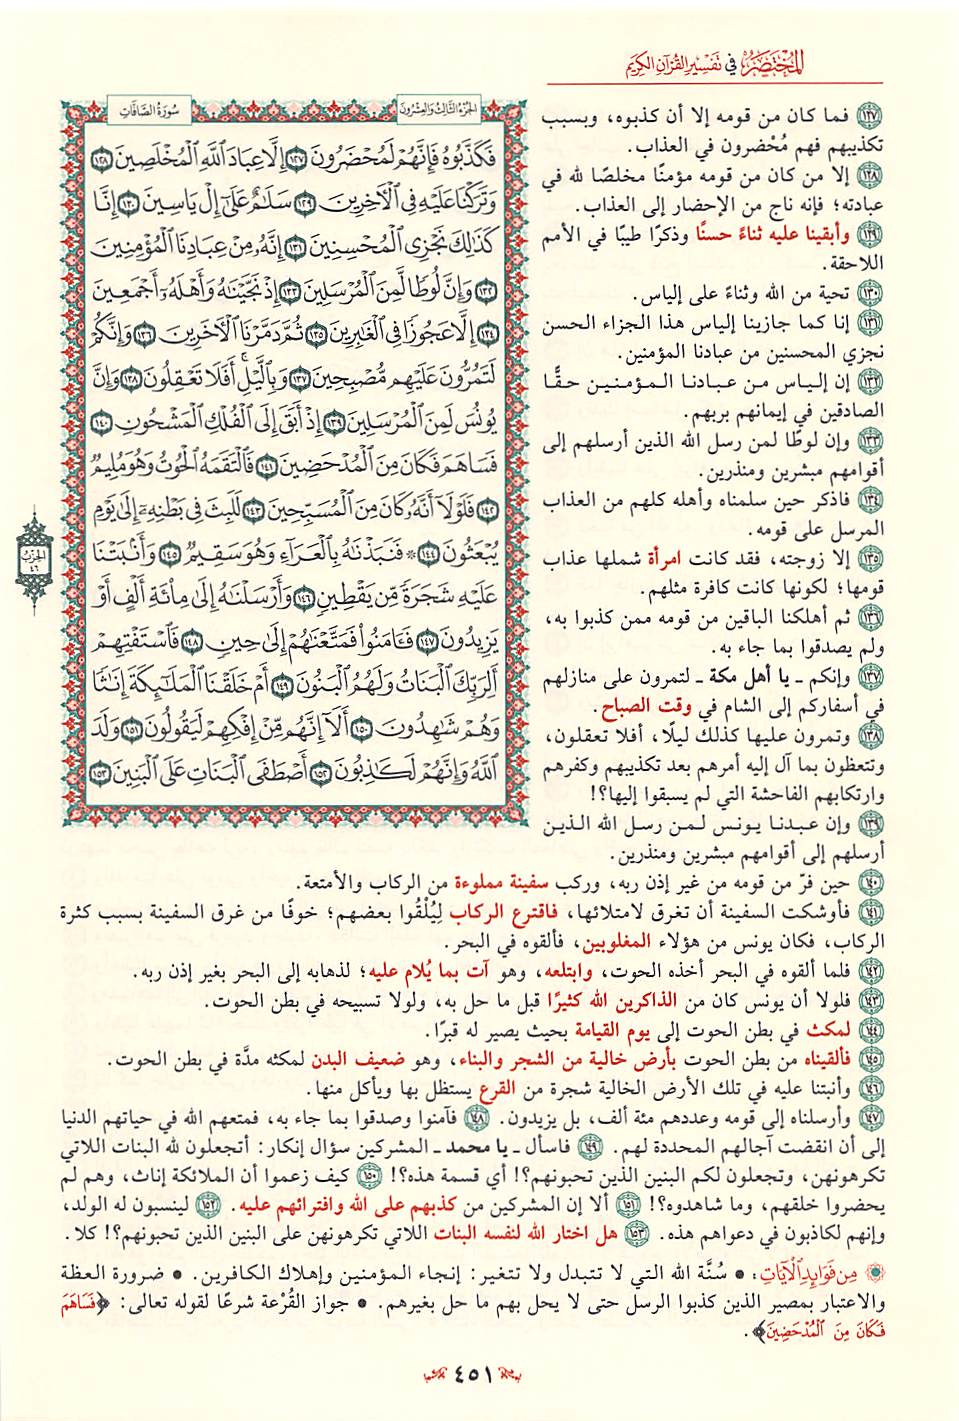 المختصر في تفسير القرآن الكريم
سورة الصافات
الجزء الثالث والعشرون
فَكَذَّبُوهُ فَإِنَّهُمْ لَمُحْضَرُونَ ١٢٧ إِلَّا عِبَادَ اللَّهِ الْمُخْلَصِينَ ١٢٨
وَتَرَكْنَا عَلَيْهِ فِي الْآخِرِينَ ١٢٩ سَلَامٌ عَلَىٰ إِلْ يَاسِينَ ١٣٠ إِنَّا
كَذَٰلِكَ نَجْزِي الْمُحْسِنِينَ ١٣١ إِنَّهُ مِنْ عِبَادِنَا الْمُؤْمِنِينَ
١٣٢ وَإِنَّ لُوطًا لَّمِنَ الْمُرْسَلِينَ ١٣٣ إِذْ نَجَّيْنَاهُ وَأَهْلَهُ أَجْمَعِينَ
١٣٤ إِلَّا عَجُوزًا فِي الْغَابِرِينَ ١٣٥ ثُمَّ دَمَّرْنَا الْآخَرِينَ ١٣٦ وَإِنَّكُمْ
لَتَمُرُّونَ عَلَيْهِم مُّصْبِحِينَ ١٣٧ وَبِاللَّيْلِ ۗ أَفَلَا تَعْقِلُونَ ١٣٨ وَإِنَّ
يُونُسَ لَمِنَ الْمُرْسَلِينَ ١٣٩ إِذْ أَبَقَ إِلَى الْفُلْكِ الْمَشْحُونِ ١٤٠
فَسَاهَمَ فَكَانَ مِنَ الْمُدْحَضِينَ ١٤١ فَالْتَقَمَهُ الْحُوتُ وَهُوَ مُلِيمٌ
١٤٢ فَلَوْلَا أَنَّهُ كَانَ مِنَ الْمُسَبِّحِينَ ١٤٣ لَلَبِثَ فِي بَطْنِهِ إِلَىٰ يَوْمِ
يُبْعَثُونَ ١٤٤ ۞ فَنَبَذْنَاهُ بِالْعَرَاءِ وَهُوَ سَقِيمٌ ١٤٥ وَأَنبَتْنَا
عَلَيْهِ شَجَرَةً مِّن يَقْطِينٍ ١٤٦ وَأَرْسَلْنَاهُ إِلَىٰ مِائَةِ أَلْفٍ أَوْ
يَزِيدُونَ ١٤٧ فَآمَنُوا فَمَتَّعْنَاهُمْ إِلَىٰ حِينٍ ١٤٨ فَاسْتَفْتِهِمْ
أَلِرَبِّكَ الْبَنَاتُ وَلَهُمُ الْبَنُونَ ١٤٩ أَمْ خَلَقْنَا الْمَلَائِكَةَ إِنَاثًا
وَهُمْ شَاهِدُونَ ١٥٠ أَلَا إِنَّهُم مِّنْ إِفْكِهِمْ لَيَقُولُونَ ١٥١ وَلَدَ
اللَّهُ وَإِنَّهُمْ لَكَاذِبُونَ ١٥٢ أَصْطَفَى الْبَنَاتِ عَلَى الْبَنِينَ ١٥٣
الحزب
٤٦
١٢٧ فما كان من قومه إلا أن كذبوه، وبسبب
تكذيبهم فهم مُحْضرون في العذاب.
١٢٨ إلا من كان من قومه مؤمنًا مخلصًا لله في
عبادته؛ فإنه ناج من الإحضار إلى العذاب.
١٢٩ وأبقينا عليه ثناءً حسنًا وذكرًا طيبًا في الأمم
اللاحقة.
١٣٠ تحية من الله وثناءً على إلياس.
١٣١ إنا كما جازينا إلياس هذا الجزاء الحسن
نجزي المحسنين من عبادنا المؤمنين.
١٣٢ إن إلياس من عبادنا المؤمنين حقًّا
الصادقين في إيمانهم بربهم.
١٣٣ وإن لوطًا لمن رسل الله الذين أرسلهم إلى
أقوامهم مبشرين ومنذرين.
١٣٤ فاذكر حين سلمناه وأهله كلهم من العذاب
المرسل على قومه.
١٣٥ إلا زوجته، فقد كانت امرأة شملها عذاب
قومها؛ لكونها كانت كافرة مثلهم.
١٣٦ ثم أهلكنا الباقين من قومه ممن كذبوا به،
ولم يصدقوا بما جاء به.
١٣٧ وإنكم ـ يا أهل مكة ـ لتمرون على منازلهم
في أسفاركم إلى الشام في وقت الصباح.
١٣٨ وتمرون عليها كذلك ليلًا، أفلا تعقلون،
وتتعظون بما آل إليه أمرهم بعد تكذيبهم وكفرهم
وارتكابهم الفاحشة التي لم يسبقوا إليها؟!
١٣٩ وإن عبدنا يونس لمن رسل الله الذين
أرسلهم إلى أقوامهم مبشرين ومنذرين.
١٤٠ حين فرّ من قومه من غير إذن ربه، وركب سفينة مملوءة من الركاب والأمتعة.
١٤١ فأوشكت السفينة أن تغرق لامتلائها، فاقترع الركاب لِيُلْقُوا بعضهم؛ خوفًا من غرق السفينة بسبب كثرة
الركاب، فكان يونس من هؤلاء المغلوبين، فألقوه في البحر.
١٤٢ فلما ألقوه في البحر أخذه الحوت، وابتلعه، وهو آت بما يُلام عليه؛ لذهابه إلى البحر بغير إذن ربه.
١٤٣ فلولا أن يونس كان من الذاكرين الله كثيرًا قبل ما حل به، ولولا تسبيحه في بطن الحوت.
١٤٤ لمكث في بطن الحوت إلى يوم القيامة بحيث يصير له قبرًا.
١٤٥ فألقيناه من بطن الحوت بأرض خالية من الشجر والبناء، وهو ضعيف البدن لمكثه مدَّة في بطن الحوت.
١٤٦ وأنبتنا عليه في تلك الأرض الخالية شجرة من القرع يستظل بها ويأكل منها.
١٤٧ وأرسلناه إلى قومه وعددهم مئة ألف، بل يزيدون. ١٤٨ فآمنوا وصدقوا بما جاء به، فمتعهم الله في حياتهم الدنيا
إلى أن انقضت آجالهم المحددة لهم. ١٤٩ فاسأل ـ يا محمد ـ المشركين سؤال إنكار: أتجعلون لله البنات اللاتي
تكرهونهن، وتجعلون لكم البنين الذين تحبونهم؟! أي قسمة هذه؟! ١٥٠ كيف زعموا أن الملائكة إناث، وهم لم
يحضروا خلقهم، وما شاهدوه؟! ١٥١ ألا إن المشركين من كذبهم على الله وافترائهم عليه. ١٥٢ لينسبون له الولد،
وإنهم لكاذبون في دعواهم هذه. ١٥٣ هل اختار الله لنفسه البنات اللاتي تكرهونهن على البنين الذين تحبونهم؟! كلا.
من فوائد الآيات: • سُنَّة الله التي لا تتبدل ولا تتغير: إنجاء المؤمنين وإهلاك الكافرين. • ضرورة العظة
والاعتبار بمصير الذين كذبوا الرسل حتى لا يحل بهم ما حل بغيرهم. • جواز القُرْعة شرعًا لقوله تعالى: ﴿فَسَاهَمَ
فَكَانَ مِنَ الْمُدْحَضِينَ﴾.
٤٥١